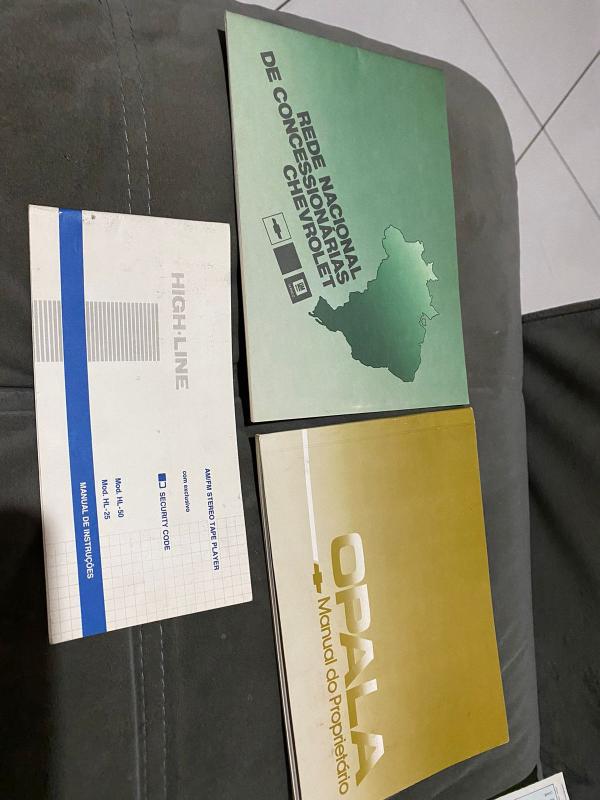 REDE NACIONAL
DE CONCESSIONÁRIAS
CHEVROLET
HIGH-LINE
AM/FM STEREO TAPE PLAYER
com exclusivo
SECURITY CODE
Mod. HL-50
Mod. HL-25
MANUAL DE INSTRUÇÕES
OPALA
Manual do Proprietário